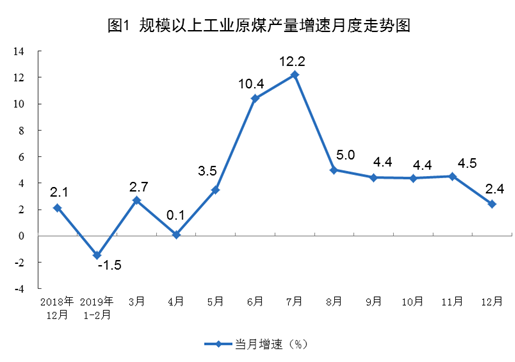 图1 规模以上工业原煤产量增速月度走势图
14
12
10
8
6
4
2
0
-2
-4
2.1
-1.5
2.7
0.1
3.5
10.4
12.2
5.0
4.4
4.4
4.5
2.4
2018年
12月
2019年
1-2月
3月
4月
5月
6月
7月
8月
9月
10月
11月
12月
当月增速（%）